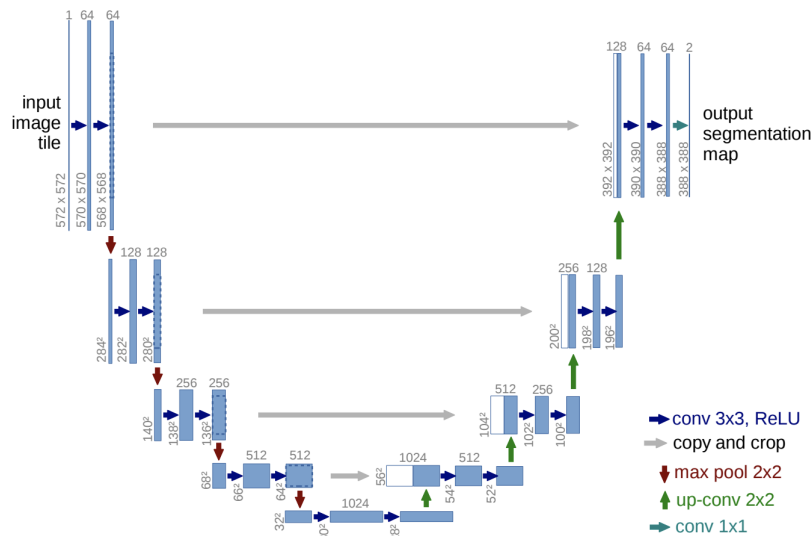 1 64 64
128 64 64 2
input
image
tile
output
segmentation
map
572 x 572
570 x 570
568 x 568
392 x 392
390 x 390
388 x 388
388 x 388
128 128
256 128
284²
282²
280²
200²
198²
196²
256 256
512 256
140²
138²
136²
104²
102²
100²
512 512
1024 512
68²
66²
64²
56²
54²
52²
1024
32²
conv 3x3, ReLU
copy and crop
max pool 2x2
up-conv 2x2
conv 1x1